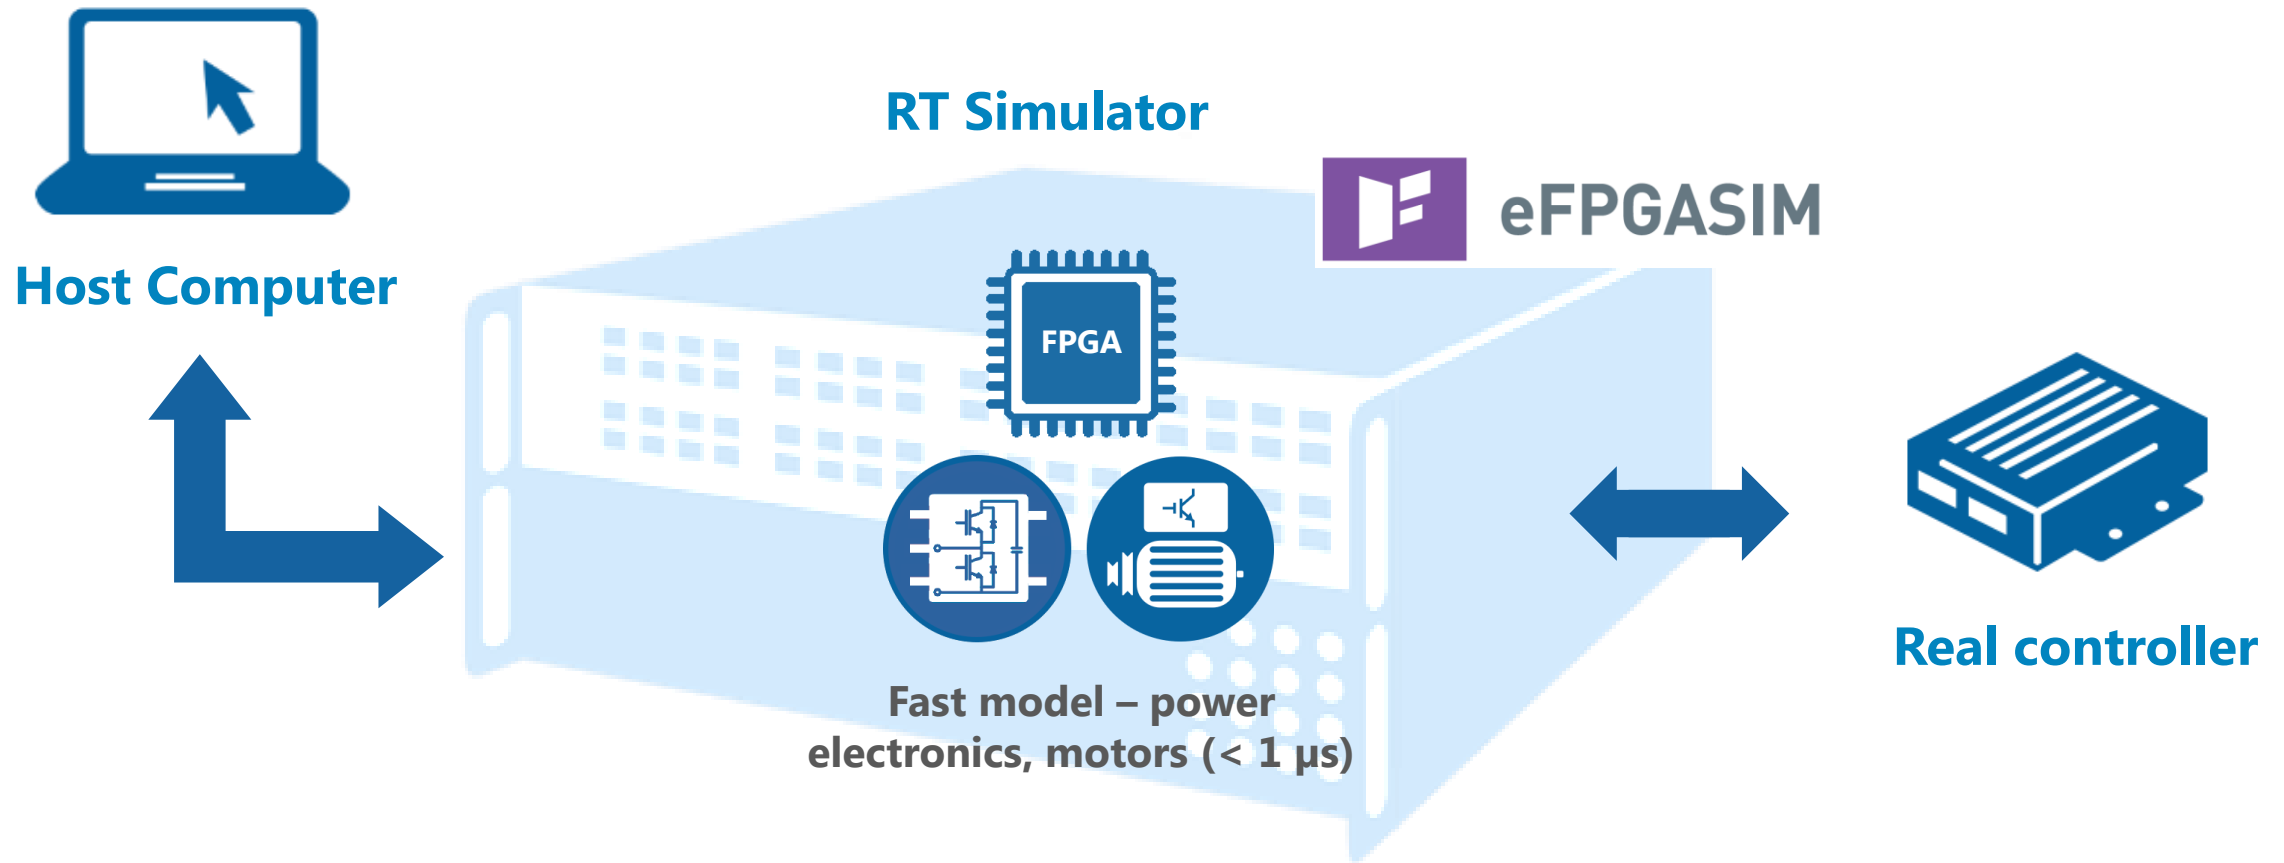 RT Simulator
eFPGASIM
Host Computer
FPGA
Real controller
Fast model – power
electronics, motors (< 1 µs)